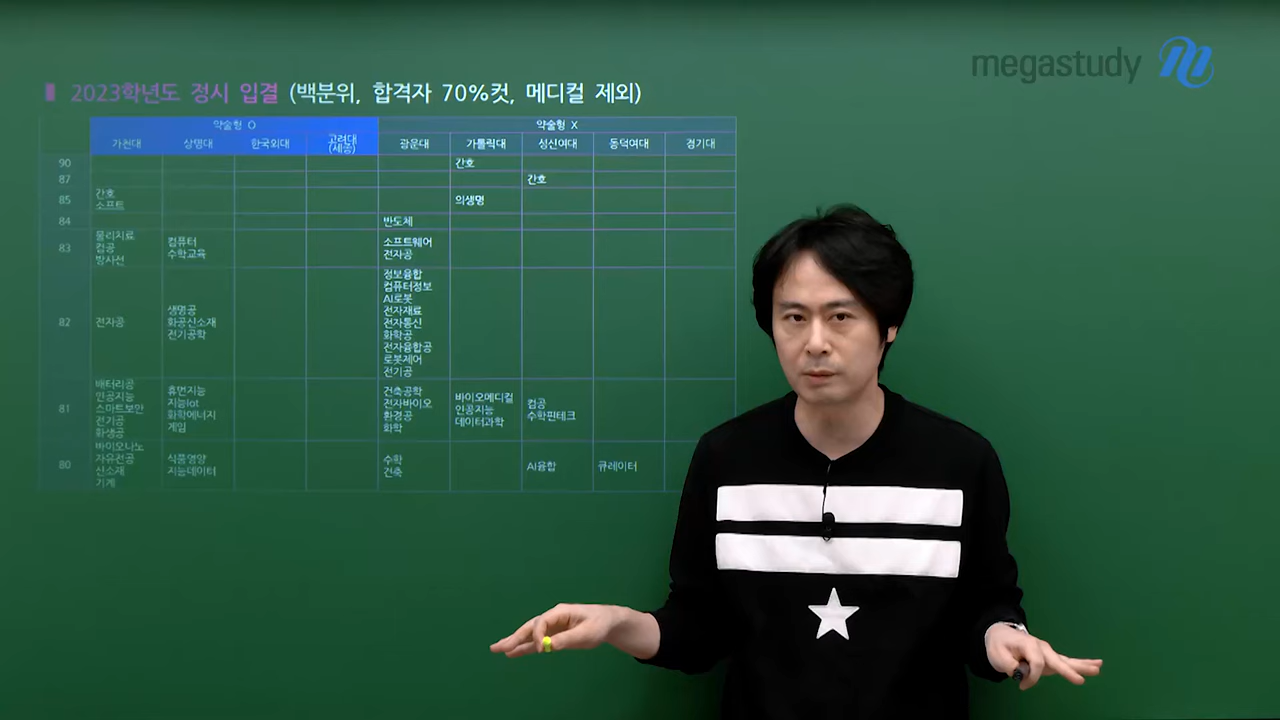 megastudy
2023학년도 정시 입결 (백분위, 합격자 70%컷, 메디컬 제외)
약술형 O
약술형 X
가천대
상명대
한국외대
고려대
(세종)
광운대
가톨릭대
성신여대
동덕여대
경기대
90
간호
87
간호
85
간호
소프트
의생명
84
반도체
83
물리치료
컴공
방사선
컴퓨터
수학교육
소프트웨어
전자공
82
전자공
생명공
화공신소재
전기공학
정보융합
컴퓨터정보
AI로봇
전자재료
전자통신
화학공
전자융합공
로봇제어
전기공
81
배터리공
인공지능
스마트보안
전기공
화생공
휴먼지능
지능IoT
화학에너지
게임
건축공학
전자바이오
환경공
화학
바이오메디컬
인공지능
데이터과학
컴공
수학핀테크
80
바이오나노
자유전공
신소재
기계
식품영양
지능데이터
수학
건축
AI융합
큐레이터